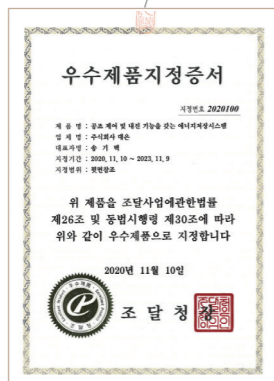 우수제품지정증서
지정번호 2020100
제 품 명 : 공조 제어 및 내진 기능을 갖는 에너지저장시스템
업 체 명 : 주식회사 대은
대표자명 : 송 기 택
지정기간 : 2020. 11. 10 ~ 2023. 11. 9
지정범위 : 뒷면참조
위 제품을 조달사업에관한법률
제26조 및 동법시행령 제30조에 따라
위와 같이 우수제품으로 지정합니다
2020년 11월 10일
조 달 청 장